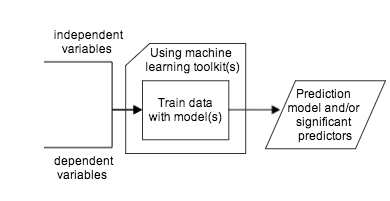 independent
variables
Using machine
learning toolkit(s)
Train data
with model(s)
Prediction
model and/or
significant
predictors
dependent
variables